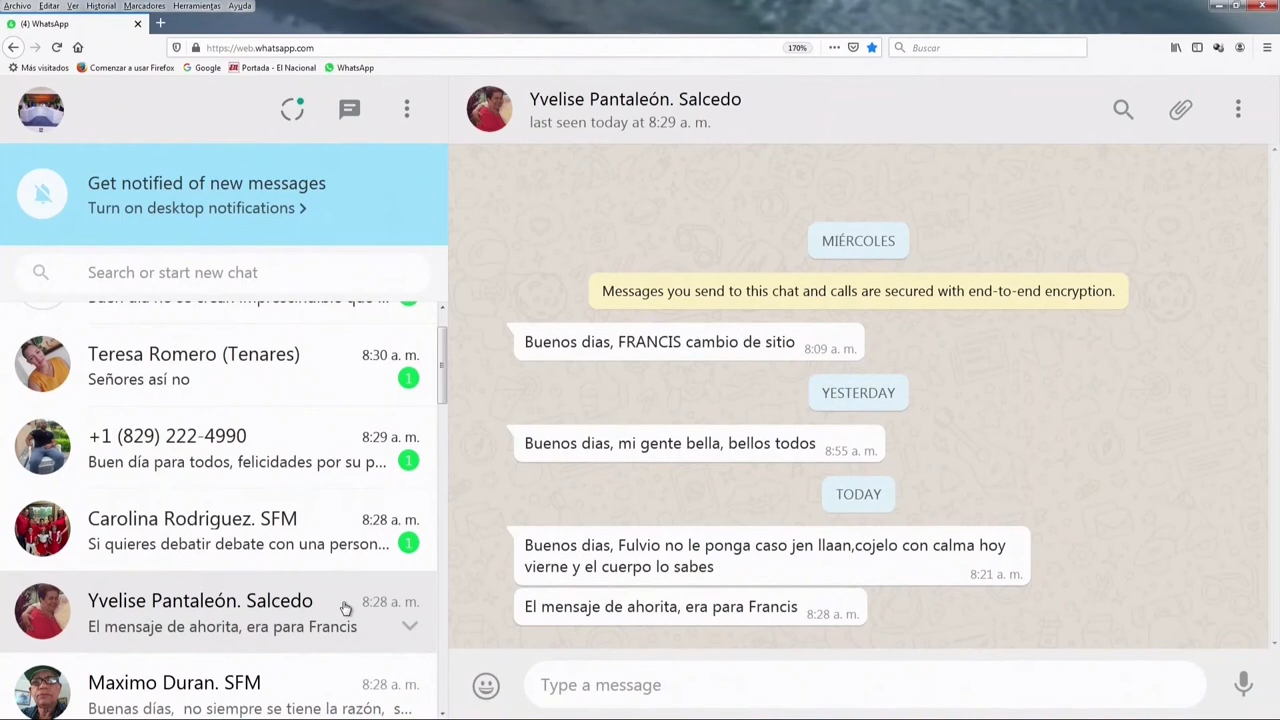 Archivo Editar Ver Historial Marcadores Herramientas Ayuda
(4) WhatsApp
https://web.whatsapp.com
170%
Buscar
Más visitados
Comenzar a usar Firefox
Google
Portada - El Nacional
WhatsApp
Get notified of new messages
Turn on desktop notifications
Search or start new chat
Buen día no se crean imprescindible que ...
Teresa Romero (Tenares)
8:30 a. m.
Señores así no
1
+1 (829) 222-4990
8:29 a. m.
Buen día para todos, felicidades por su p...
1
Carolina Rodriguez. SFM
8:28 a. m.
Si quieres debatir debate con una person...
1
Yvelise Pantaleón. Salcedo
8:28 a. m.
El mensaje de ahorita, era para Francis
Maximo Duran. SFM
8:28 a. m.
Buenas días, no siempre se tiene la razón, s...
Yvelise Pantaleón. Salcedo
last seen today at 8:29 a. m.
MIÉRCOLES
Messages you send to this chat and calls are secured with end-to-end encryption.
Buenos dias, FRANCIS cambio de sitio
8:09 a. m.
YESTERDAY
Buenos dias, mi gente bella, bellos todos
8:55 a. m.
TODAY
Buenos dias, Fulvio no le ponga caso jen llaan,cojelo con calma hoy
vierne y el cuerpo lo sabes
8:21 a. m.
El mensaje de ahorita, era para Francis
8:28 a. m.
Type a message